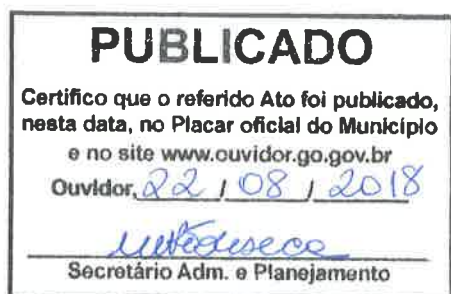 PUBLICADO
Certifico que o referido Ato foi publicado,
nesta data, no Placar oficial do Município
e no site www.ouvidor.go.gov.br
Ouvidor, 22 / 08 / 2018
Secretário Adm. e Planejamento